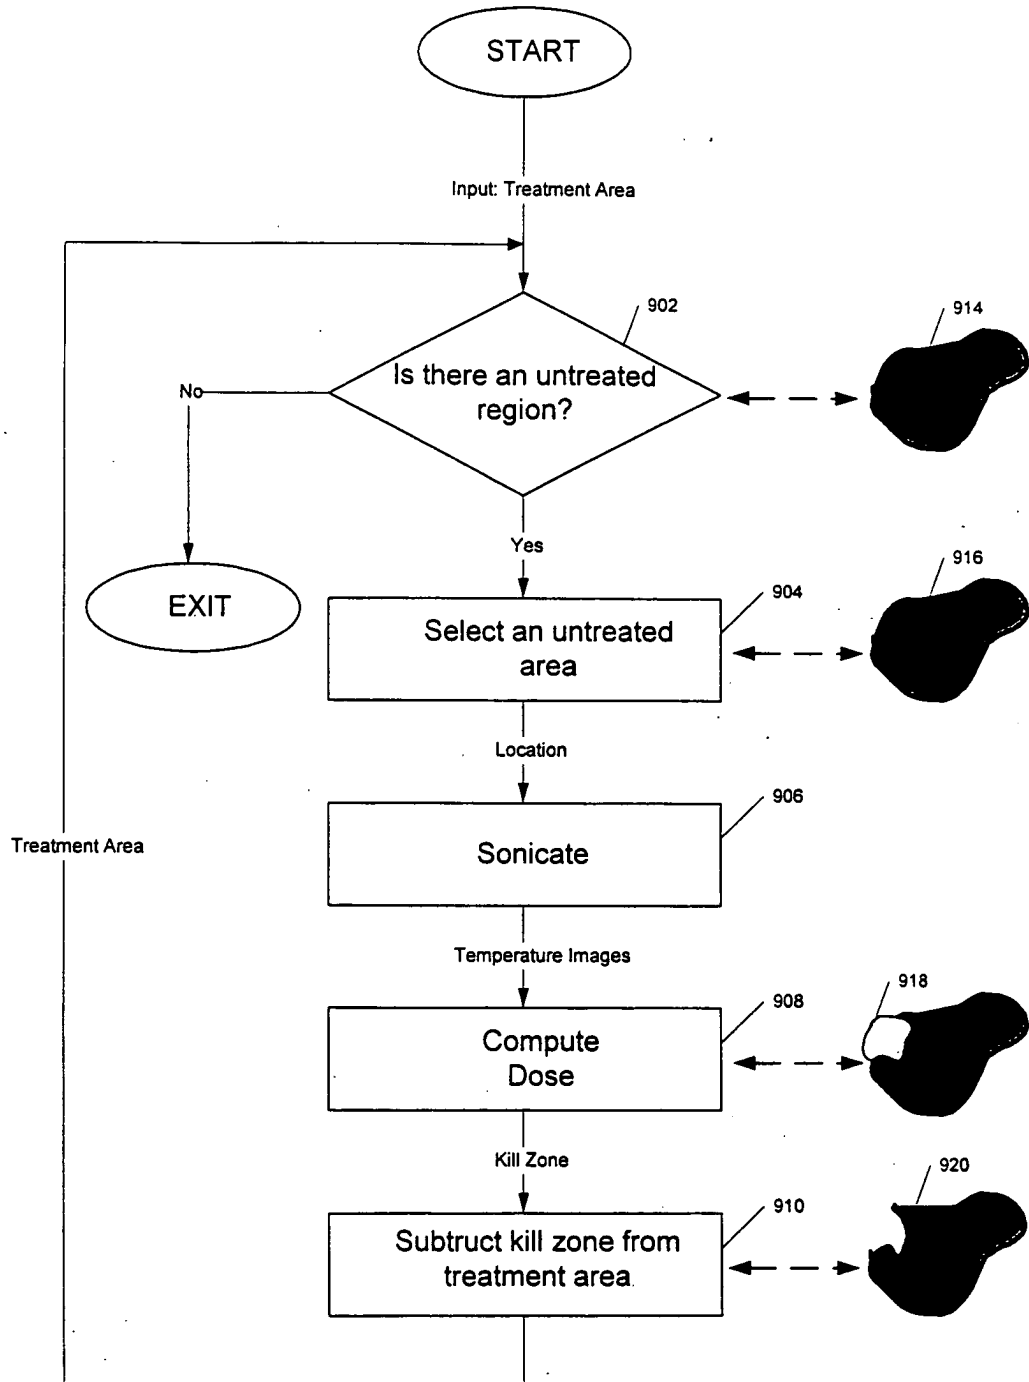 START
Input: Treatment Area
902
914
Is there an untreated
region?
No
Yes
916
EXIT
904
Select an untreated
area
Location
906
Sonicate
Treatment Area
Temperature Images
918
908
Compute
Dose
Kill Zone
920
910
Subtruct kill zone from
treatment area